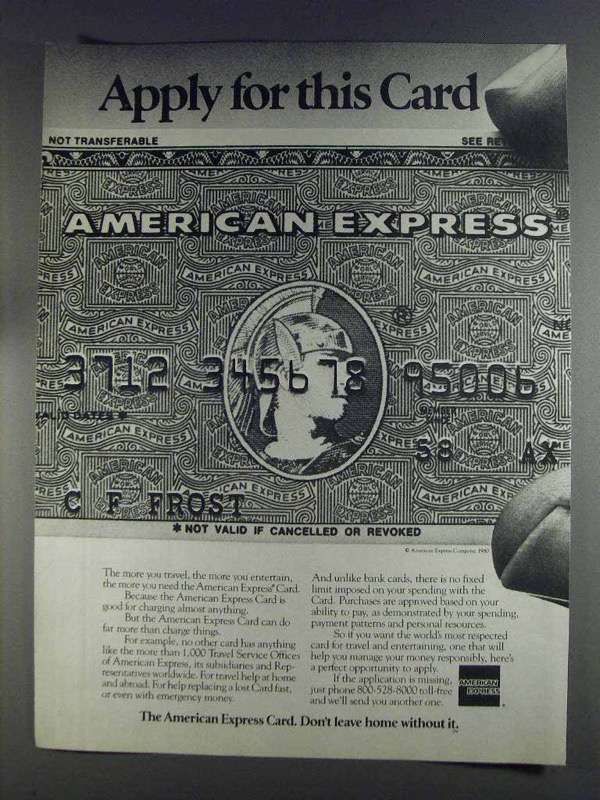 Apply for this Card
NOT TRANSFERABLE
SEE RE
AMERICAN EXPRESS®
®
3712 345678 95006
VALID DATES *
MEMBER
58 AX
C F FROST
* NOT VALID IF CANCELLED OR REVOKED
© American Express Company, 1980
The more you travel, the more you entertain,
the more you need the American Express® Card.
Because the American Express Card is
good for charging almost anything.
But the American Express Card can do
far more than charge things.
For example, no other card has anything
like the more than 1,000 Travel Service Offices
of American Express, its subsidiaries and Rep-
resentatives worldwide. For travel help at home
and abroad. For help replacing a lost Card fast,
or even with emergency money.
And unlike bank cards, there is no fixed
limit imposed on your spending with the
Card. Purchases are approved based on your
ability to pay, as demonstrated by your spending,
payment patterns and personal resources.
So if you want the world's most respected
card for travel and entertaining, one that will
help you manage your money responsibly, here's
a perfect opportunity to apply.
If the application is missing,
just phone 800-528-8000 toll-free
and we'll send you another one.
AMERICAN
EXPRESS
®
The American Express Card. Don't leave home without it.